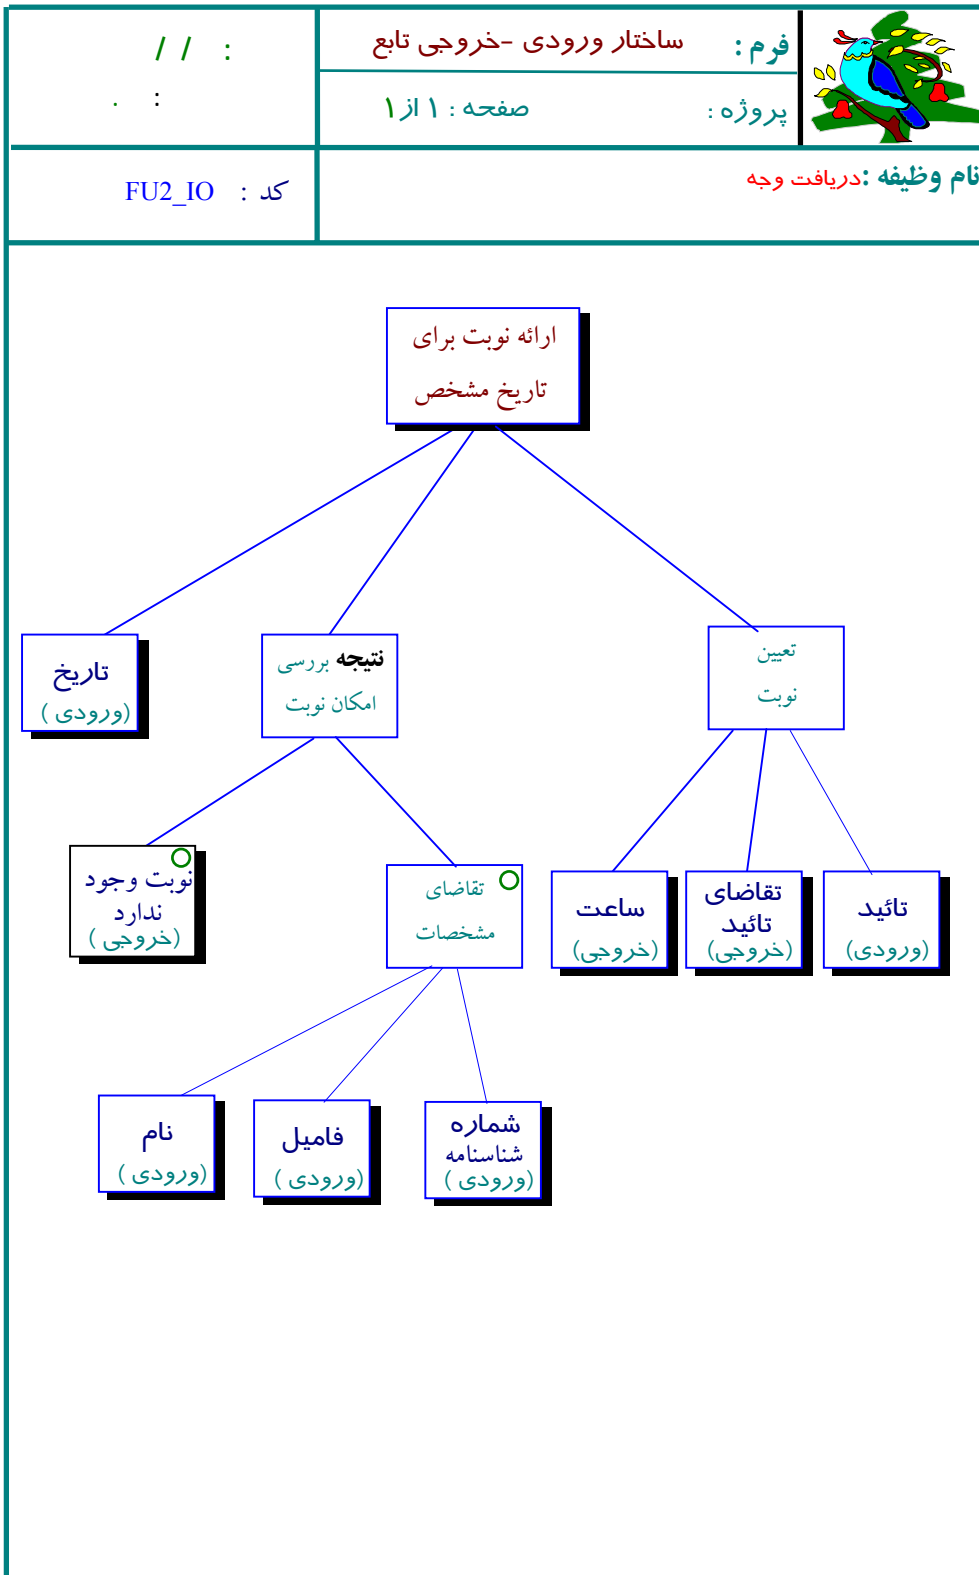 فرم : ساختار ورودی -خروجی تابع
: / /
پروژه : صفحه : ۱ از ۱
: .
نام وظیفه :دریافت وجه
کد : FU2_IO
ارائه نوبت برای
تاریخ مشخص
تعیین
نوبت
نتیجه بررسی
امکان نوبت
تاریخ
(ورودی )
تائید
(ورودی)
تقاضای
تائید
(خروجی)
ساعت
(خروجی)
تقاضای
مشخصات
نوبت وجود
ندارد
(خروجی )
شماره
شناسنامه
(ورودی )
فامیل
(ورودی )
نام
(ورودی )